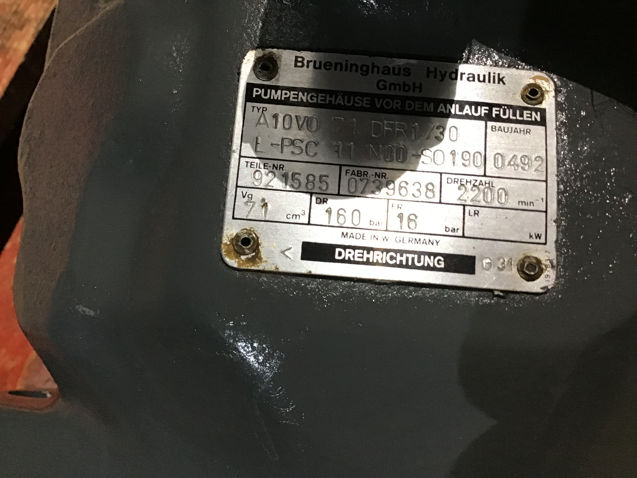 Brueninghaus Hydraulik
GmbH
PUMPENGEHÄUSE VOR DEM ANLAUF FÜLLEN
TYP
A10VO 71 DFR1/30
BAUJAHR
L-PSC 11 N00-SO190 0492
TEILE-NR FABR.-NR. DREHZAHL
921585 0739638 2200 min⁻¹
Vg DR FR LR
71 cm³ 160 bar 16 bar kW
MADE IN W. GERMANY
< DREHRICHTUNG